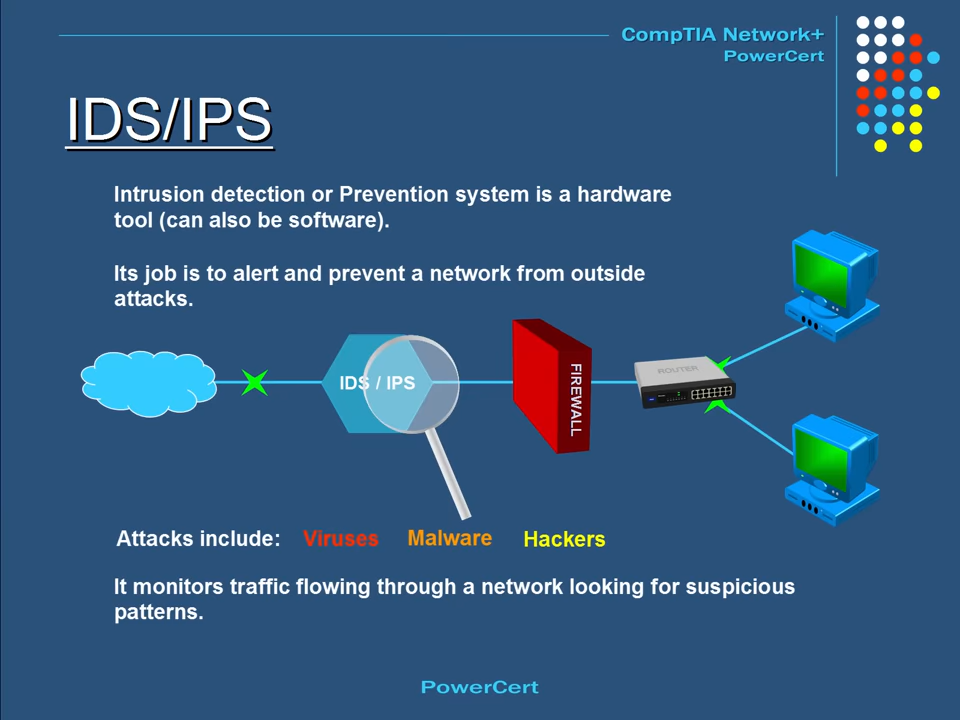 CompTIA Network+
PowerCert
IDS/IPS
Intrusion detection or Prevention system is a hardware
tool (can also be software).
Its job is to alert and prevent a network from outside
attacks.
IDS / IPS
FIREWALL
ROUTER
Attacks include: Viruses Malware Hackers
It monitors traffic flowing through a network looking for suspicious
patterns.
PowerCert